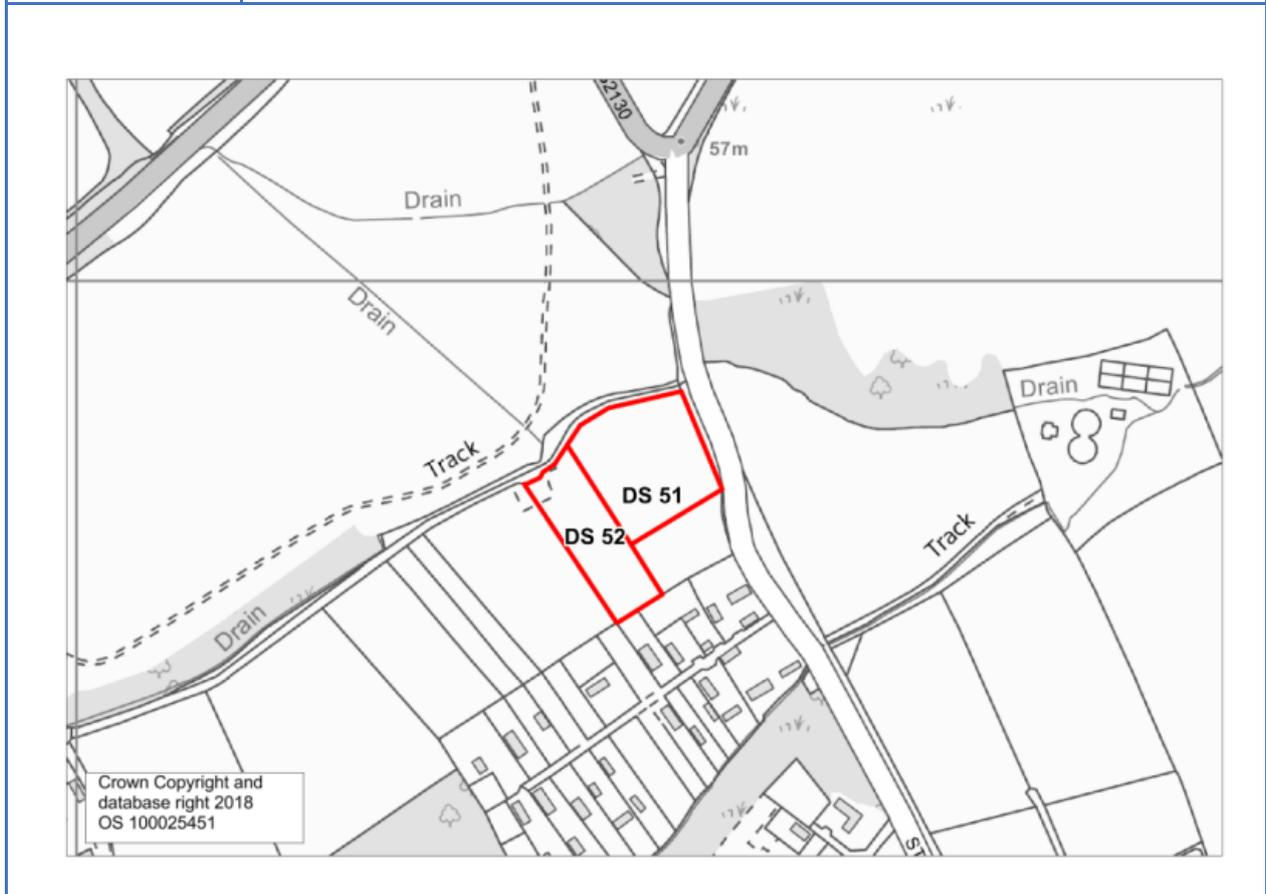 57m
Drain
Drain
Drain
Track
DS 51
DS 52
Track
Drain
Crown Copyright and
database right 2018
OS 100025451